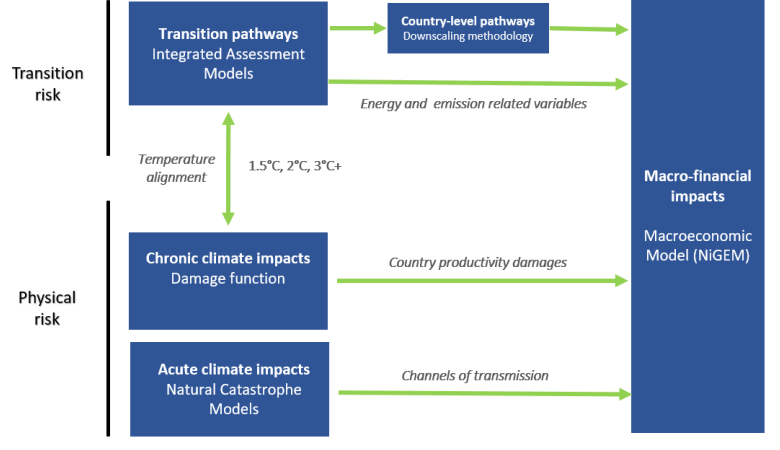 Transition pathways
Integrated Assessment
Models
Country-level pathways
Downscaling methodology
Transition
risk
Energy and emission related variables
Temperature
alignment
1.5°C, 2°C, 3°C+
Macro-financial
impacts
Macroeconomic
Model (NiGEM)
Chronic climate impacts
Damage function
Country productivity damages
Physical
risk
Acute climate impacts
Natural Catastrophe
Models
Channels of transmission